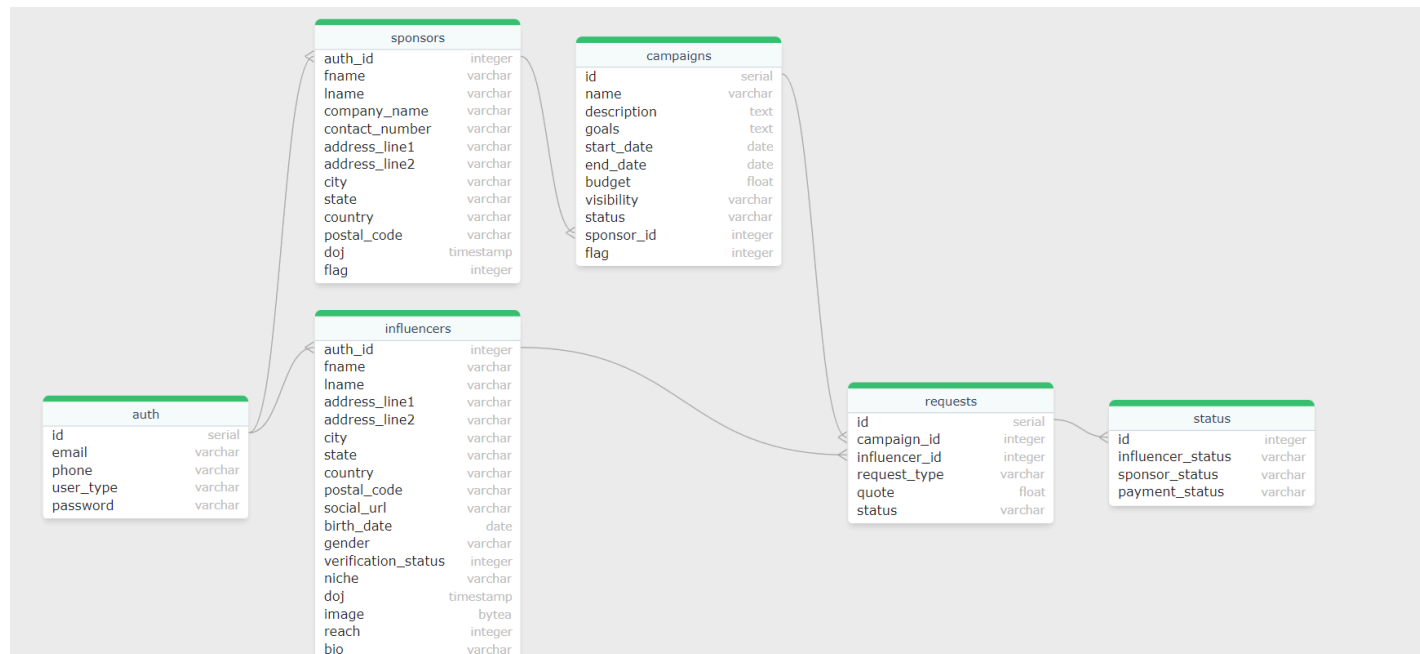 sponsors
auth_id integer
fname varchar
lname varchar
company_name varchar
contact_number varchar
address_line1 varchar
address_line2 varchar
city varchar
state varchar
country varchar
postal_code varchar
doj timestamp
flag integer
campaigns
id serial
name varchar
description text
goals text
start_date date
end_date date
budget float
visibility varchar
status varchar
sponsor_id integer
flag integer
influencers
auth_id integer
fname varchar
lname varchar
address_line1 varchar
address_line2 varchar
city varchar
state varchar
country varchar
postal_code varchar
social_url varchar
birth_date date
gender varchar
verification_status integer
niche varchar
doj timestamp
image bytea
reach integer
bio varchar
auth
id serial
email varchar
phone varchar
user_type varchar
password varchar
requests
id serial
campaign_id integer
influencer_id integer
request_type varchar
quote float
status varchar
status
id integer
influencer_status varchar
sponsor_status varchar
payment_status varchar